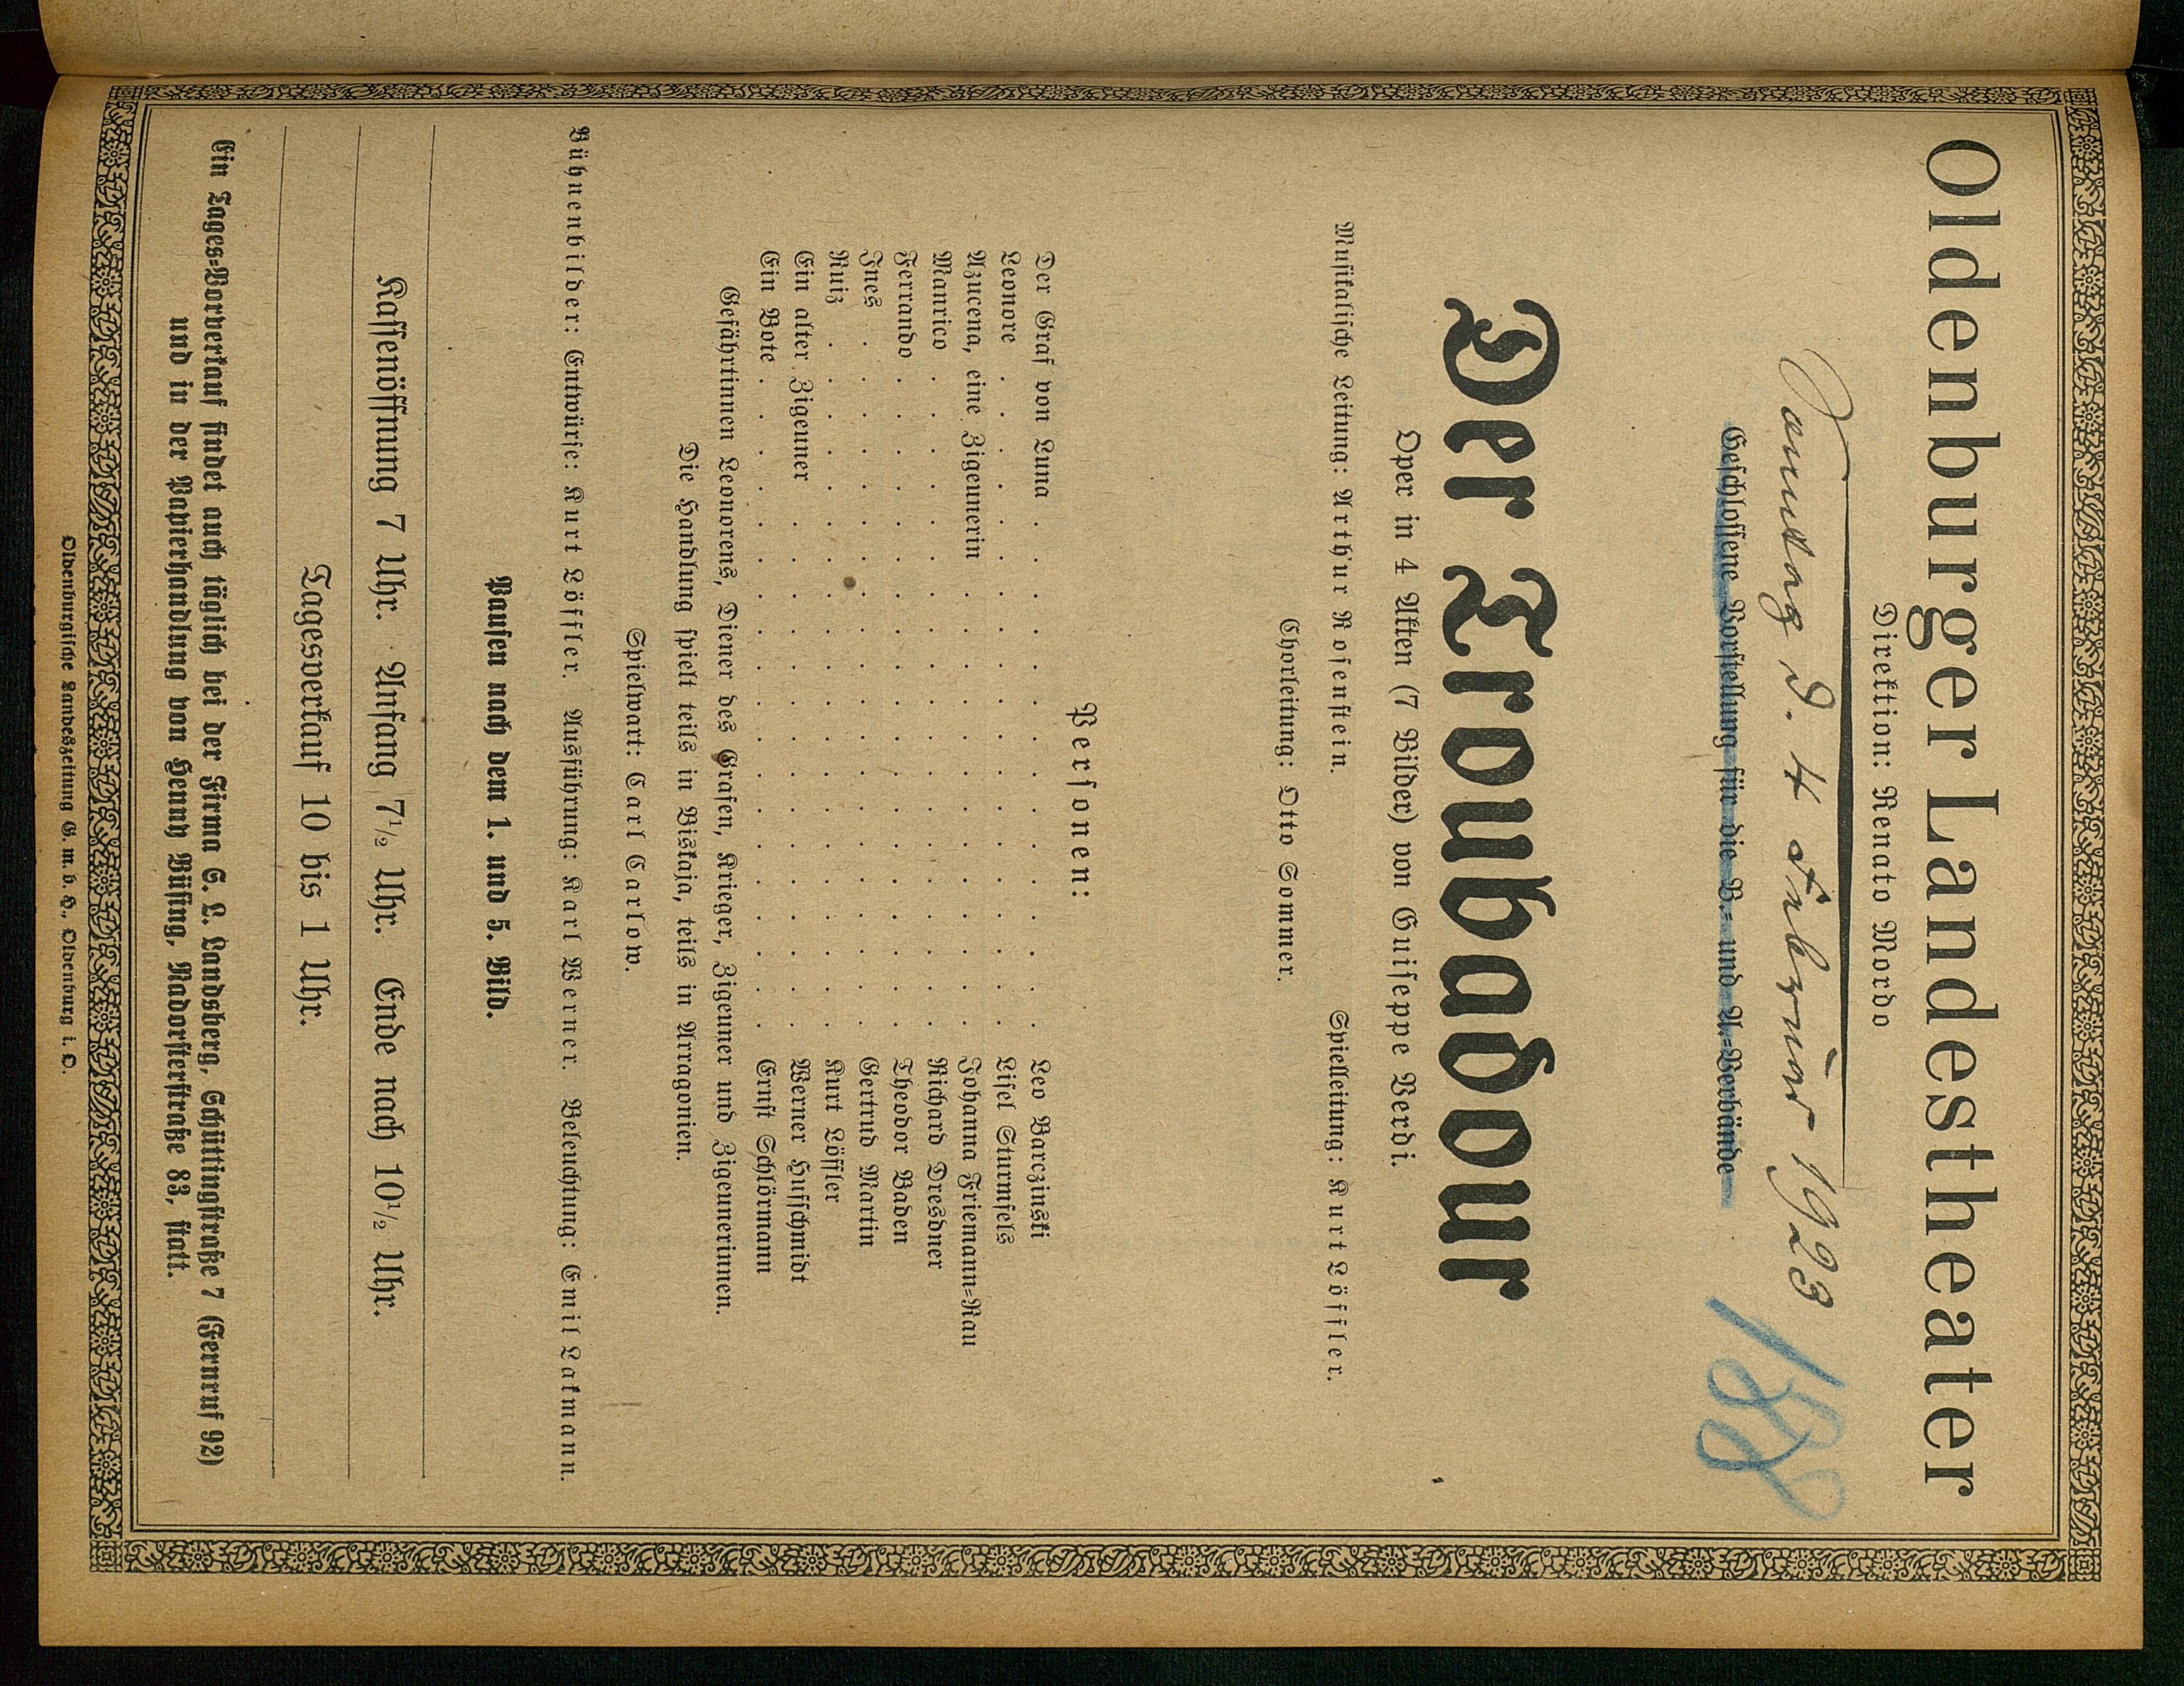 Oldenburger Landestheater
Direktion: Renato Mordo
Sonntag d. 4 Februar 1923
188
Geschlossene Vorstellung für die B.- und A.-Verbände
Der Troubadour
Oper in 4 Akten (7 Bilder) von Guiseppe Verdi.
Musikalische Leitung: Arthur Rosenstein. Spielleitung: Kurt Löffler.
Chorleitung: Otto Sommer.
Personen:
Der Graf von Luna . . . . . . . . Leo Barczinski
Leonore . . . . . . . . . . Lisel Sturmfels
Azucena, eine Zigeunerin . . . . . . . Johanna Friemann-Rau
Manrico . . . . . . . . . . Richard Dresdner
Ferrando . . . . . . . . . . Theodor Baden
Ines . . . . . . . . . . . Gertrud Martin
Ruiz . . . . . . . . . . . Kurt Löffler
Ein alter Zigeuner . . . . . . . . Werner Hufschmidt
Ein Bote . . . . . . . . . . Ernst Schlörmann
Gefährtinnen Leonorens, Diener des Grafen, Krieger, Zigeuner und Zigeunerinnen.
Die Handlung spielt teils in Biskaja, teils in Arragonien.
Spielwart: Carl Carlow.
Bühnenbilder: Entwürfe: Kurt Löffler. Ausführung: Karl Werner. Beleuchtung: Emil Lakmann.
Pausen nach dem 1. und 5. Bild.
Kassenöffnung 7 Uhr. Anfang 7½ Uhr. Ende nach 10½ Uhr.
Tagesverkauf 10 bis 1 Uhr.
Ein Tages-Vorverkauf findet auch täglich bei der Firma S. L. Landsberg, Schüttingstraße 7 (Fernruf 92)
und in der Papierhandlung von Henny Büsing, Nadorsterstraße 83, statt.
Oldenburgische Landeszeitung G. m. b. H., Oldenburg i. O.